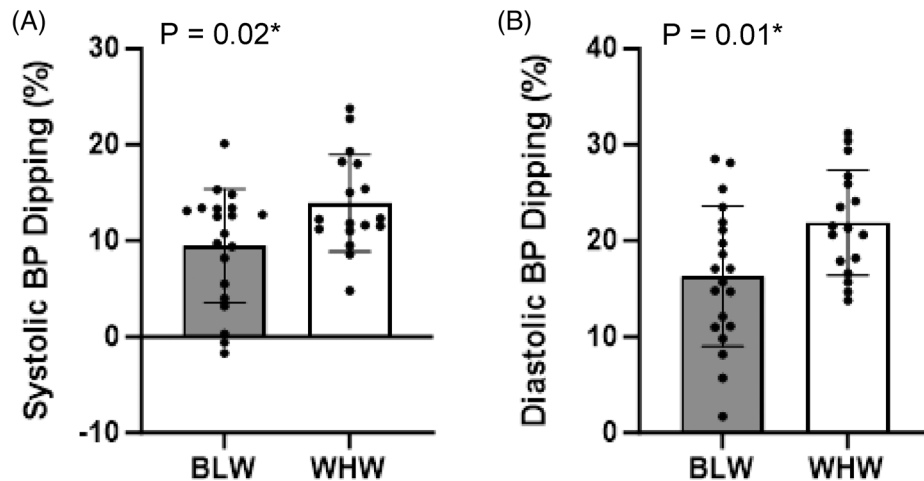 (A)
P = 0.02*
Systolic BP Dipping (%)
30
20
10
0
-10
BLW
WHW
(B)
P = 0.01*
Diastolic BP Dipping (%)
40
30
20
10
0
BLW
WHW